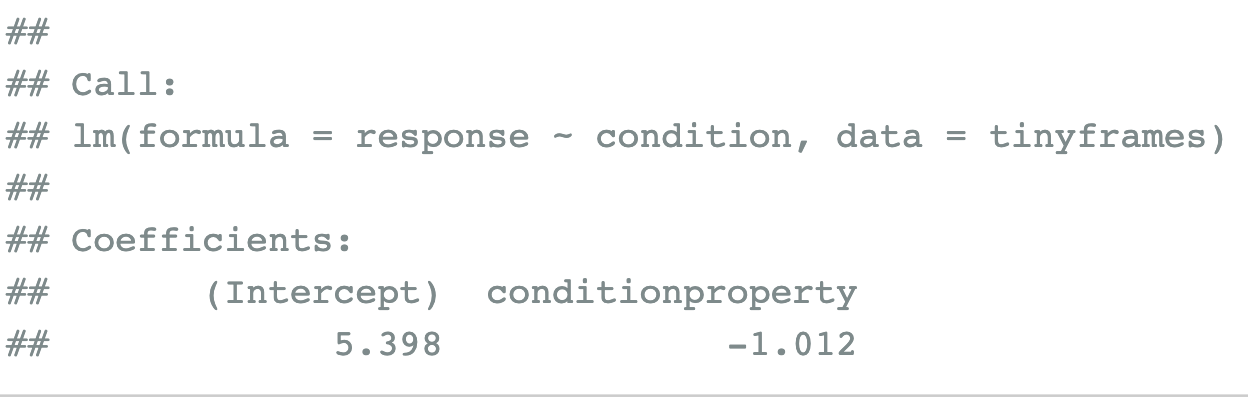 ##
## Call:
## lm(formula = response ~ condition, data = tinyframes)
##
## Coefficients:
##       (Intercept)  conditionproperty
##             5.398             -1.012